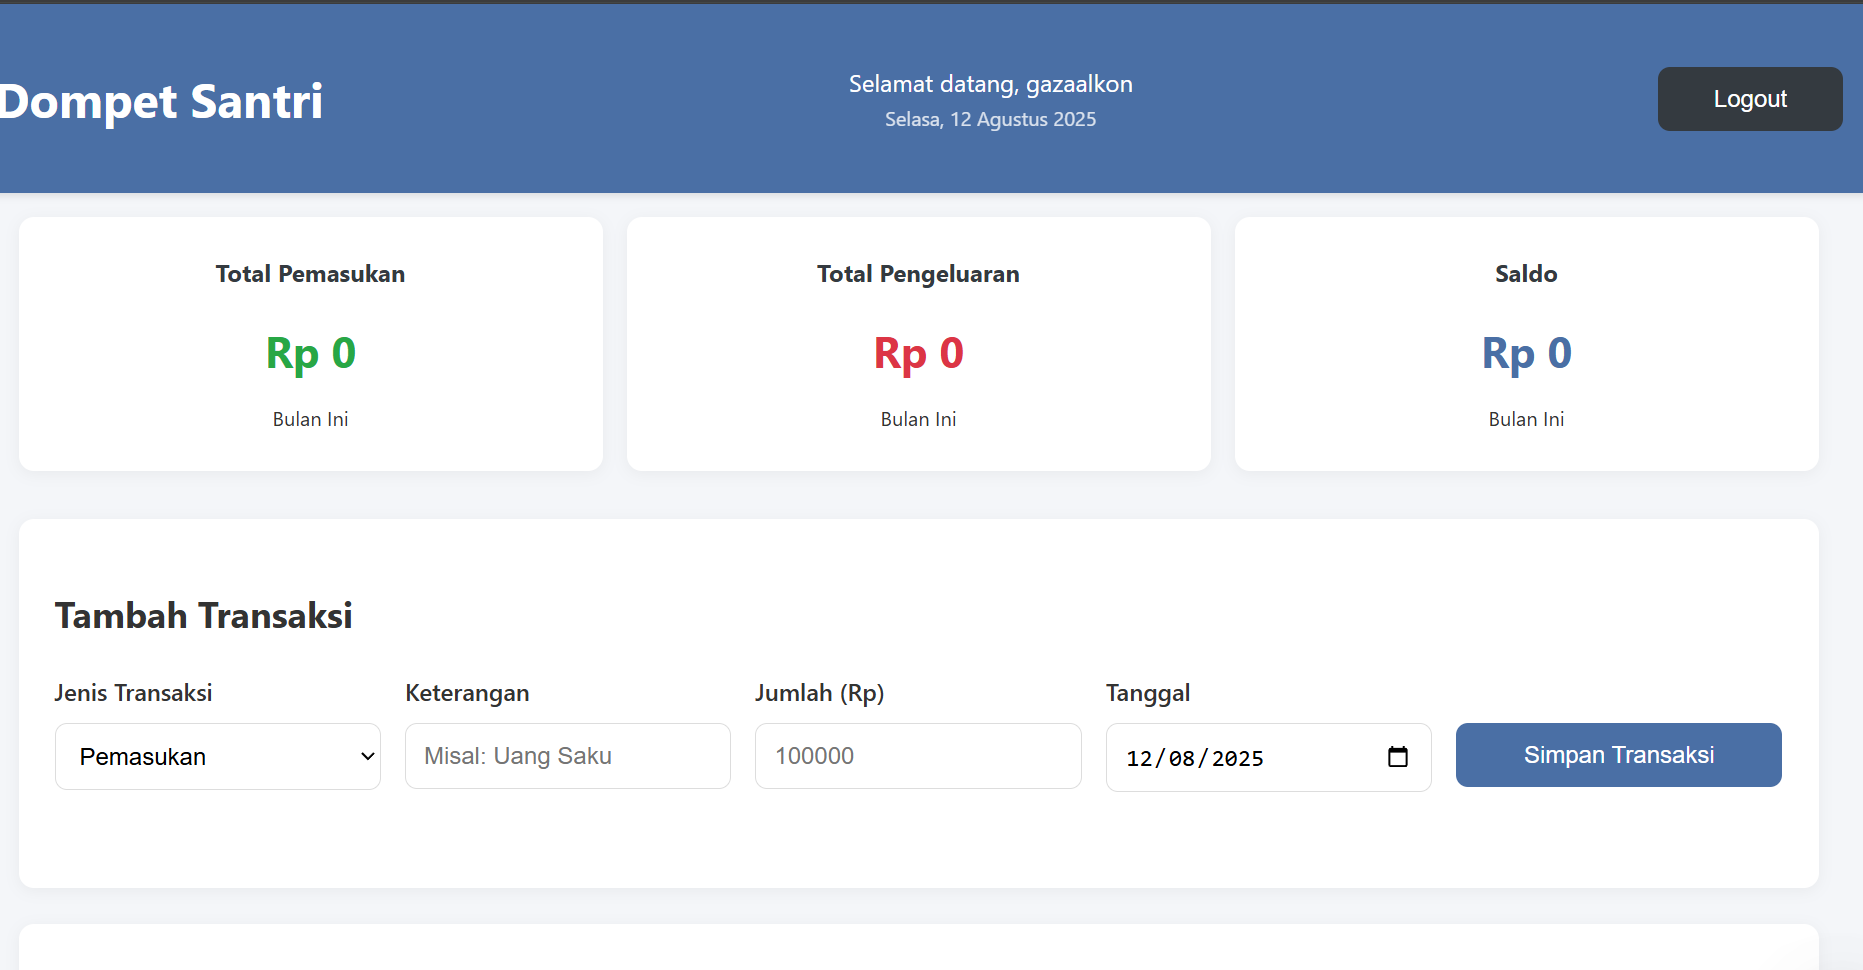 Dompet Santri
Selamat datang, gazaalkon
Selasa, 12 Agustus 2025
Logout
Total Pemasukan
Rp 0
Bulan Ini
Total Pengeluaran
Rp 0
Bulan Ini
Saldo
Rp 0
Bulan Ini
Tambah Transaksi
Jenis Transaksi
Pemasukan
Keterangan
Misal: Uang Saku
Jumlah (Rp)
100000
Tanggal
12/08/2025
Simpan Transaksi